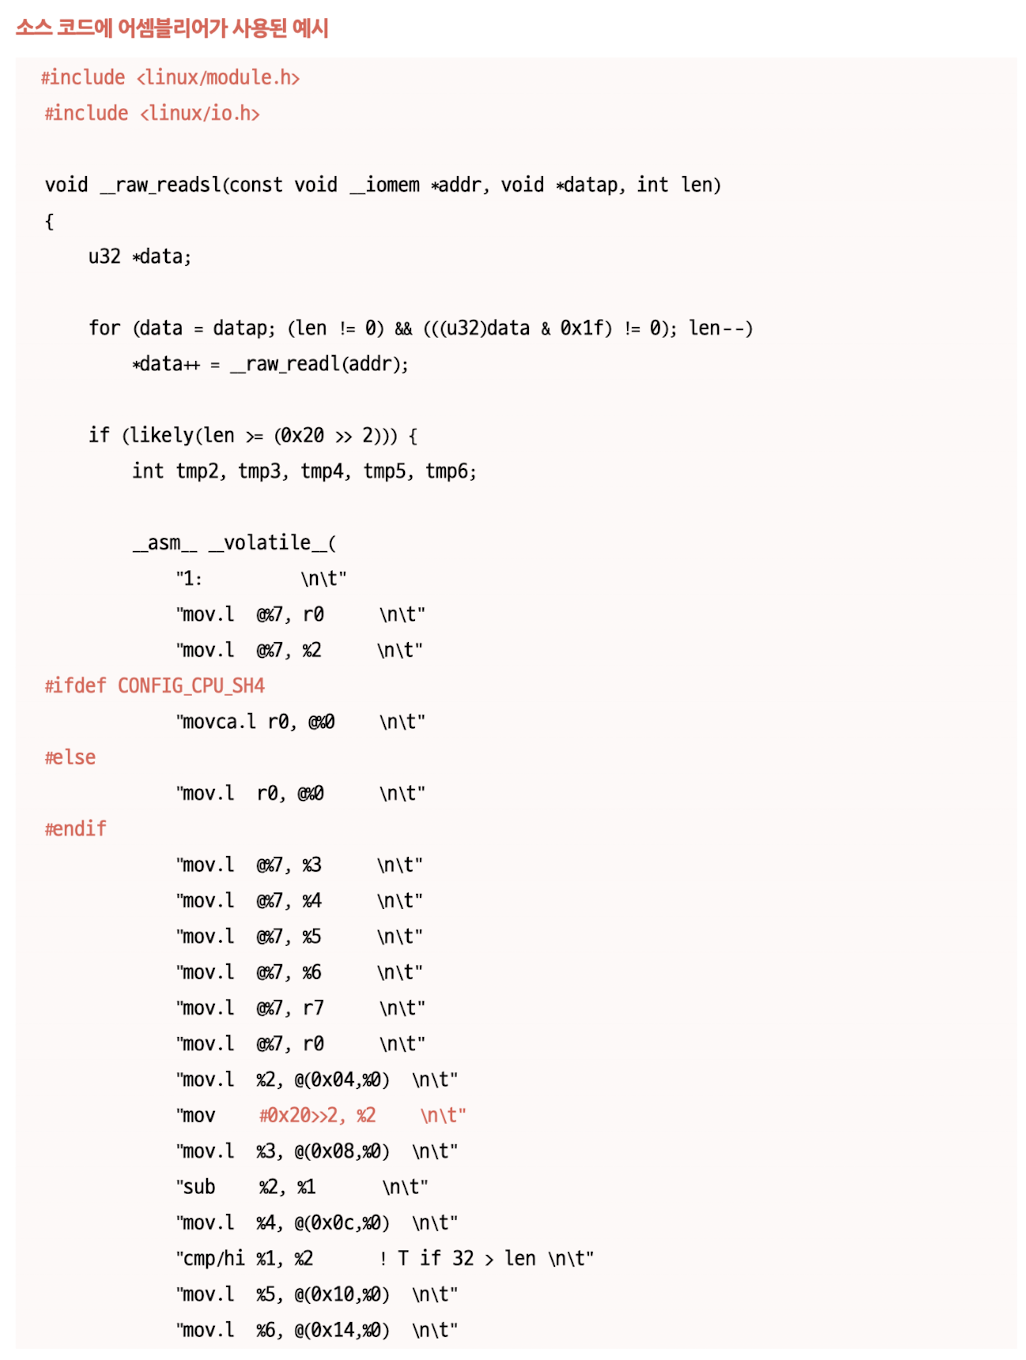 소스 코드에 어셈블리어가 사용된 예시
#include <linux/module.h>
#include <linux/io.h>
void __raw_readsl(const void __iomem *addr, void *datap, int len)
{
u32 *data;
for (data = datap; (len != 0) && (((u32)data & 0x1f) != 0); len--)
*data++ = __raw_readl(addr);
if (likely(len >= (0x20 >> 2))) {
int tmp2, tmp3, tmp4, tmp5, tmp6;
__asm__ __volatile__(
"1: \n\t"
"mov.l @%7, r0 \n\t"
"mov.l @%7, %2 \n\t"
#ifdef CONFIG_CPU_SH4
"movca.l r0, @%0 \n\t"
#else
"mov.l r0, @%0 \n\t"
#endif
"mov.l @%7, %3 \n\t"
"mov.l @%7, %4 \n\t"
"mov.l @%7, %5 \n\t"
"mov.l @%7, %6 \n\t"
"mov.l @%7, r7 \n\t"
"mov.l @%7, r0 \n\t"
"mov.l %2, @(0x04,%0) \n\t"
"mov #0x20>>2, %2 \n\t"
"mov.l %3, @(0x08,%0) \n\t"
"sub %2, %1 \n\t"
"mov.l %4, @(0x0c,%0) \n\t"
"cmp/hi %1, %2 ! T if 32 > len \n\t"
"mov.l %5, @(0x10,%0) \n\t"
"mov.l %6, @(0x14,%0) \n\t"